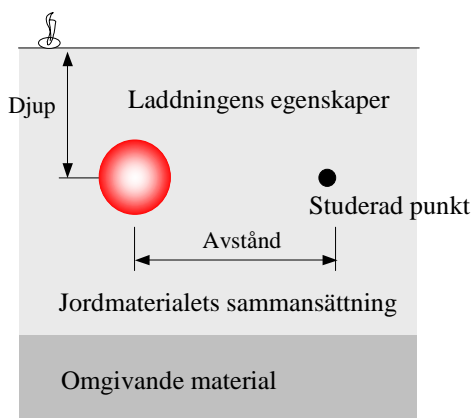 Laddningens egenskaper
Djup
Studerad punkt
Avstånd
Jordmaterialets sammansättning
Omgivande material